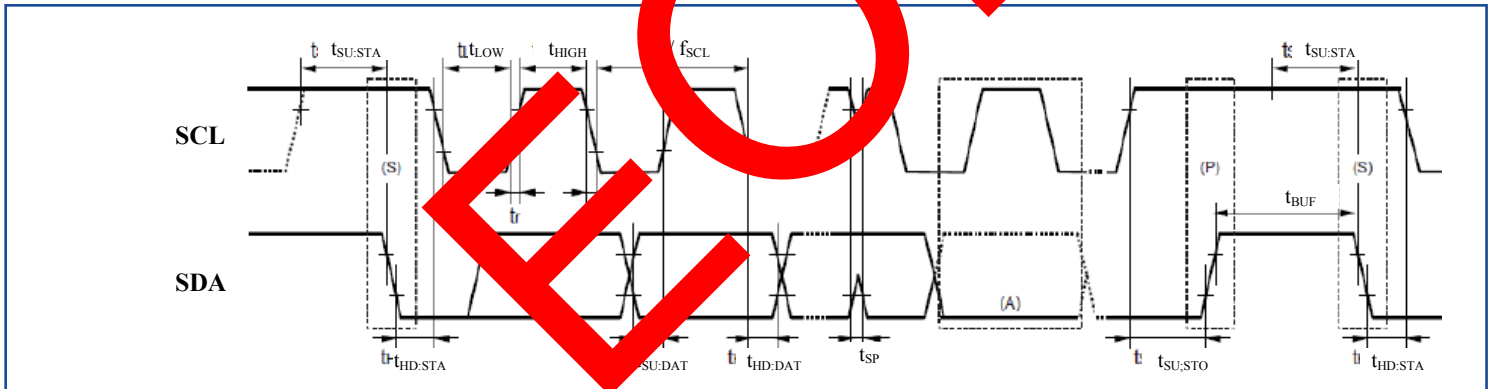 tSU:STA tLOW tHIGH / fSCL tSU:STA
SCL
(S) (P) (S)
tr
tBUF
SDA
(A)
tHD:STA SU:DAT tHD:DAT tSP tSU;STO tHD:STA
E O